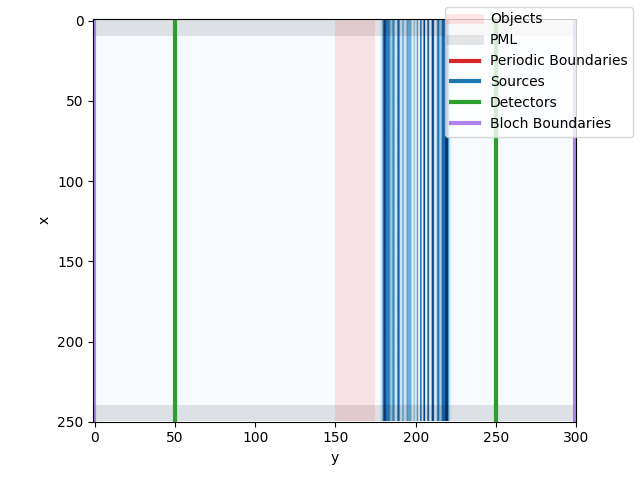 Objects
PML
Periodic Boundaries
Sources
Detectors
Bloch Boundaries
0
50
100
150
200
250
x
0
50
100
150
200
250
300
y